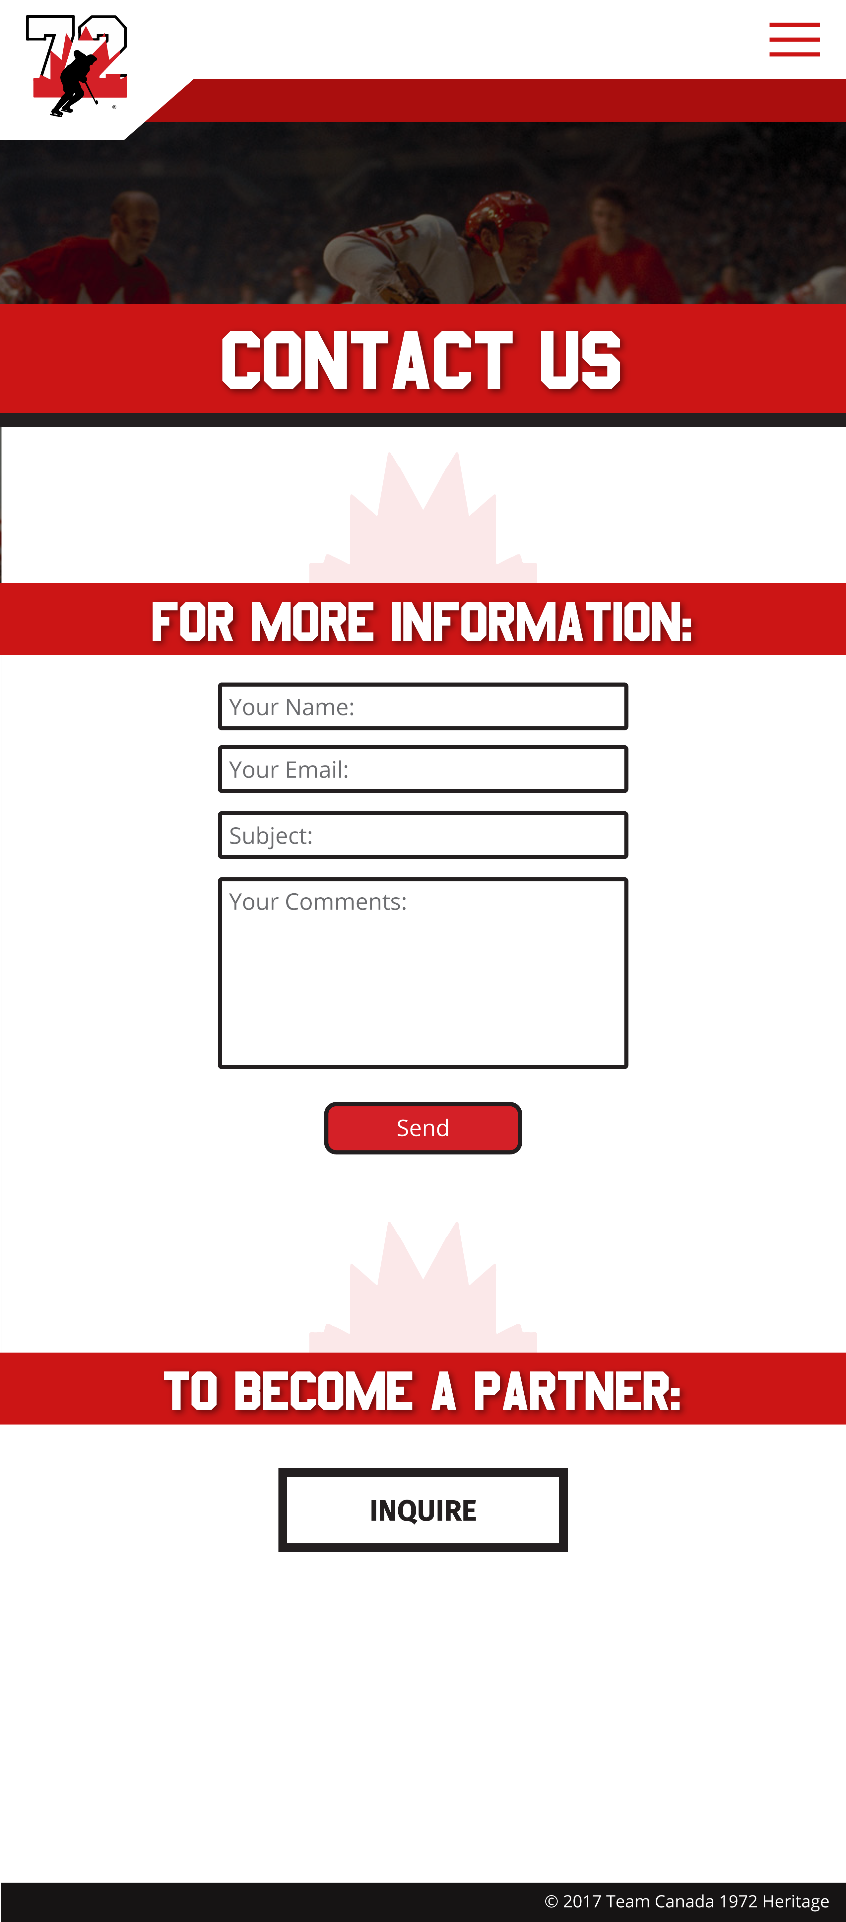 72
®
CONTACT US
FOR MORE INFORMATION:
Your Name:
Your Email:
Subject:
Your Comments:
Send
TO BECOME A PARTNER:
INQUIRE
© 2017 Team Canada 1972 Heritage